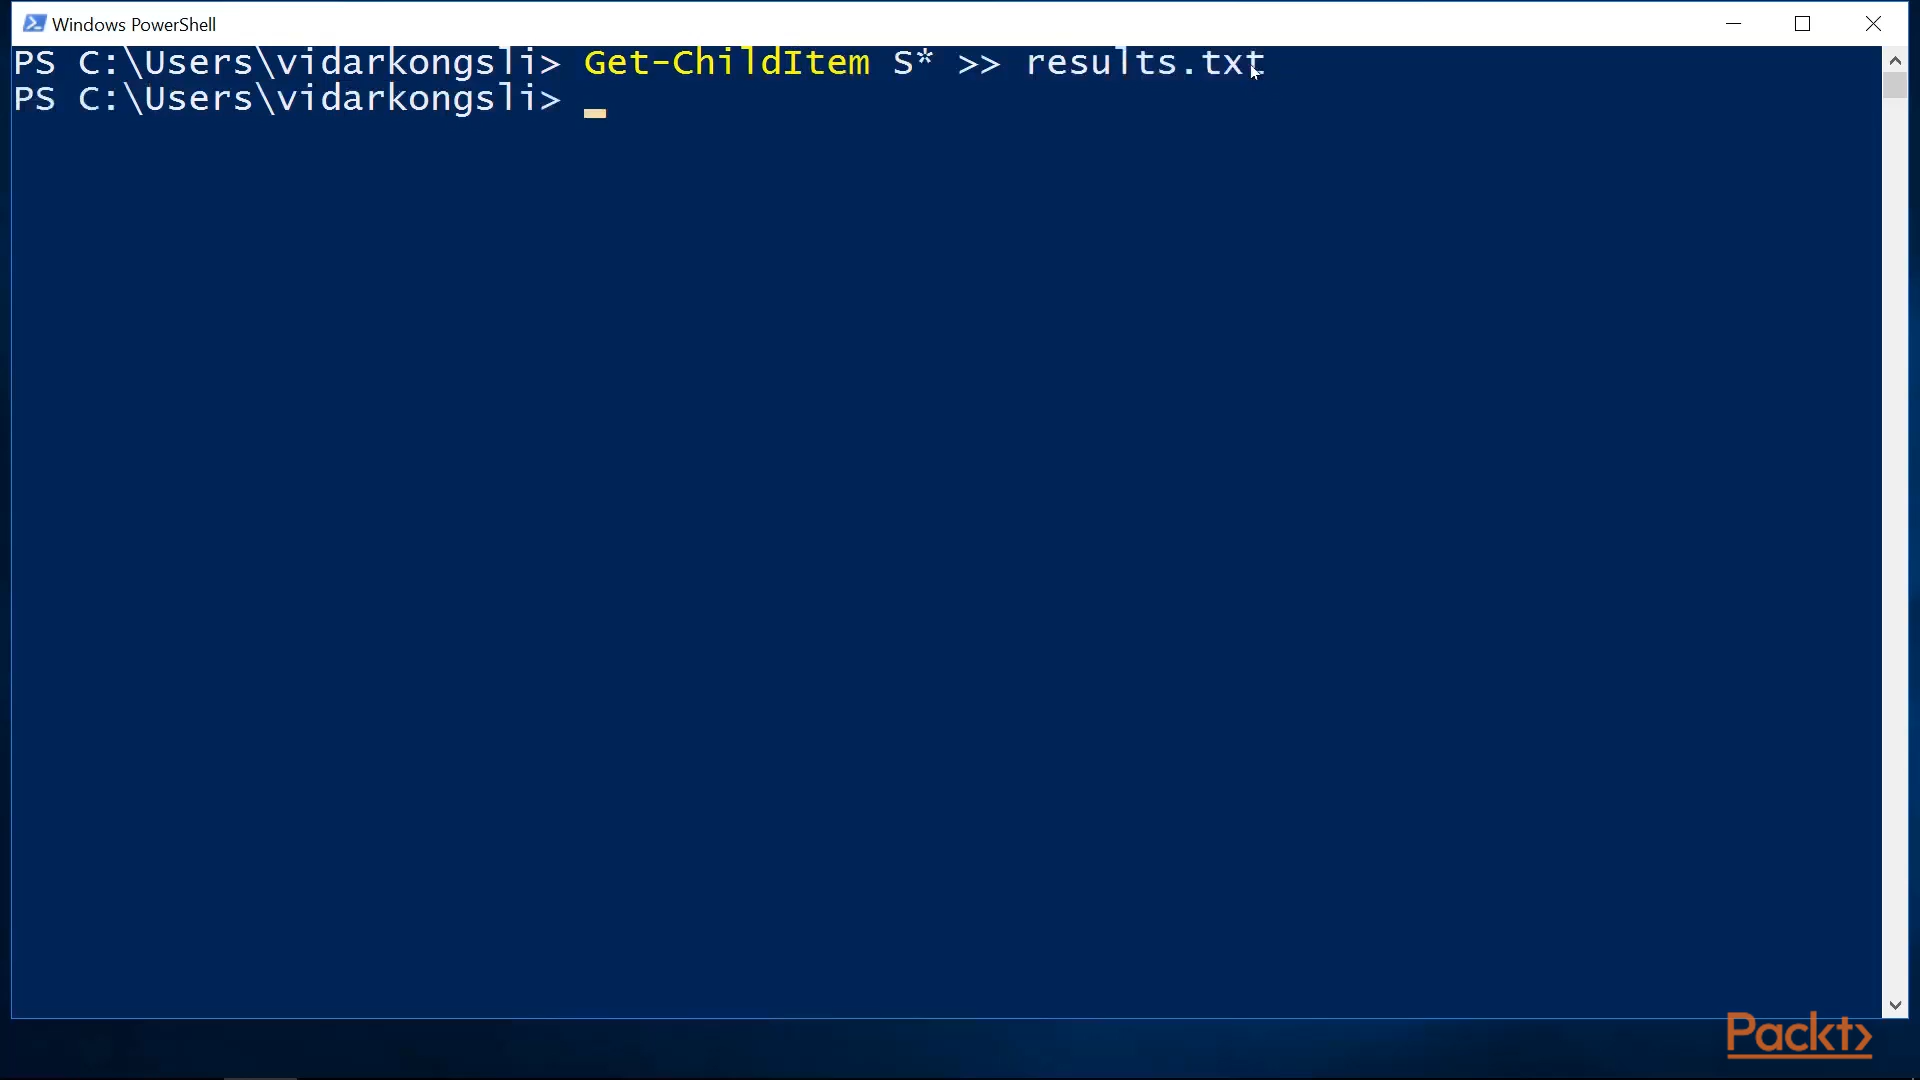 Windows PowerShell
PS C:\Users\vidarkongsli> Get-ChildItem S* >> results.txt
PS C:\Users\vidarkongsli> _
Packt>